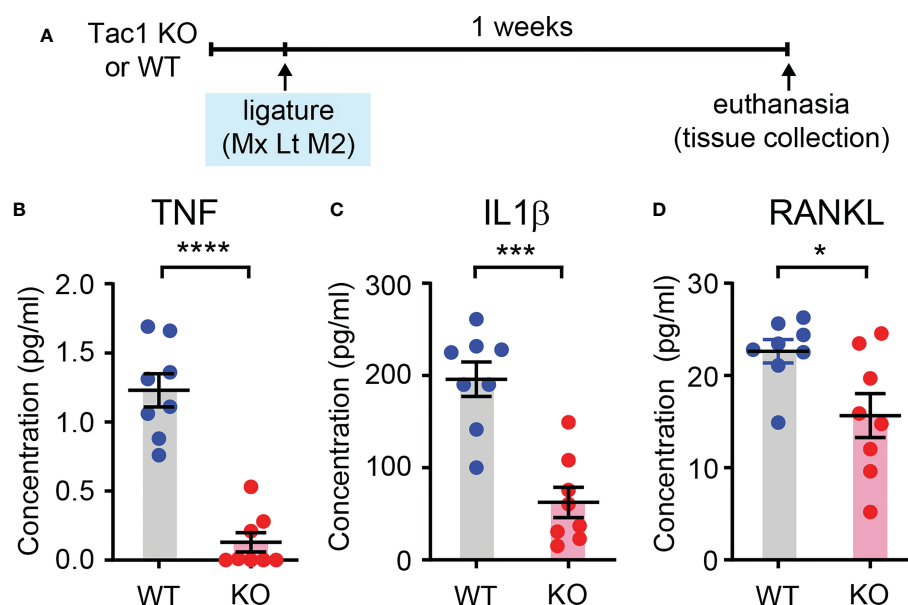 A
Tac1 KO
or WT
1 weeks
ligature
(Mx Lt M2)
euthanasia
(tissue collection)
B
TNF
****
Concentration (pg/ml)
2.0
1.5
1.0
0.5
0.0
WT
KO
C
IL1β
***
Concentration (pg/ml)
300
200
100
0
WT
KO
D
RANKL
*
Concentration (pg/ml)
30
20
10
0
WT
KO